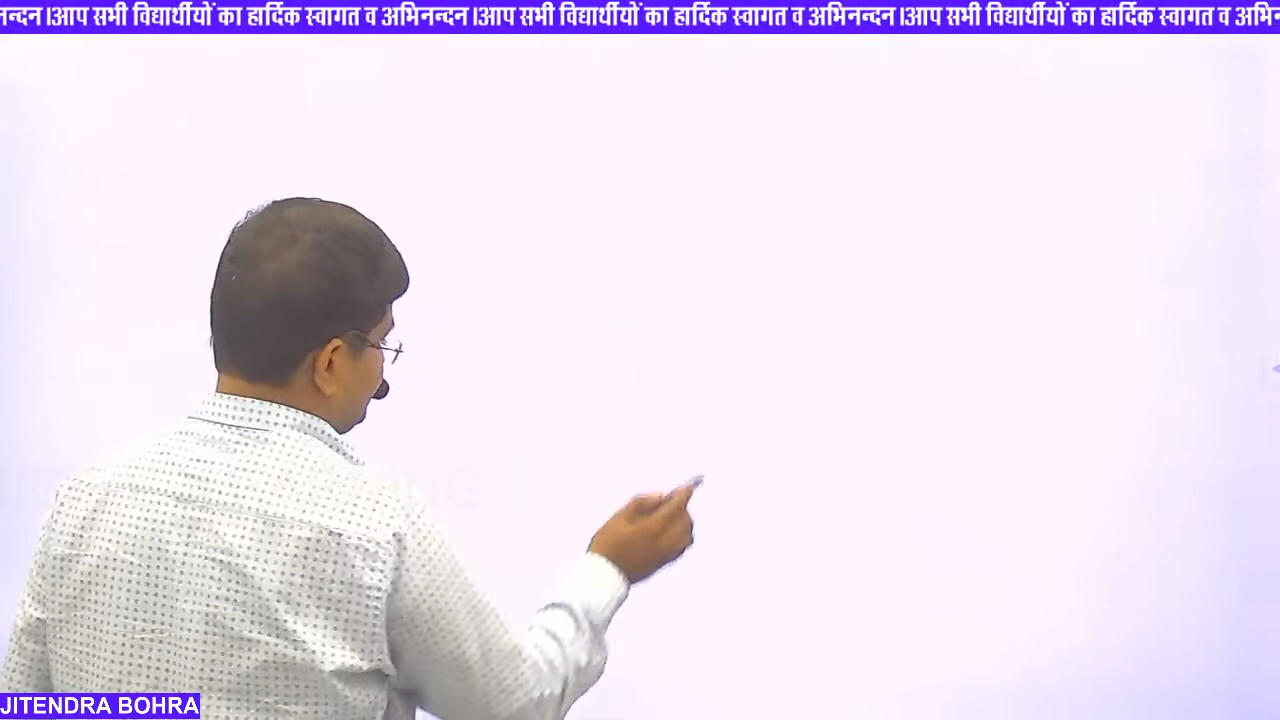 नन्दन।आप सभी विद्यार्थीयों का हार्दिक स्वागत व अभिनन्दन।आप सभी विद्यार्थीयों का हार्दिक स्वागत व अभिनन्दन।आप सभी विद्यार्थीयों का हार्दिक स्वागत व अभिन
JITENDRA BOHRA